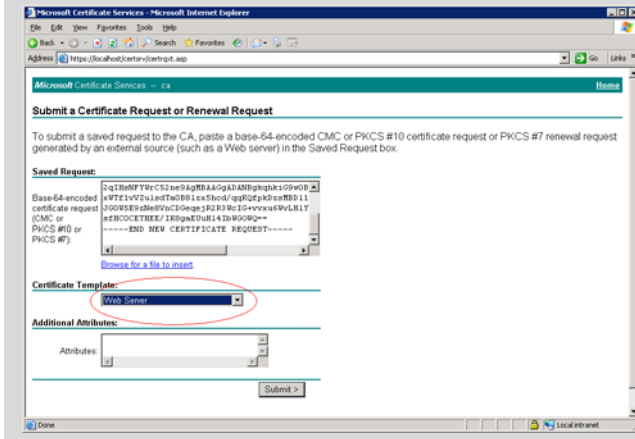 Microsoft Certificate Services - Microsoft Internet Explorer
File Edit View Favorites Tools Help
Back Search Favorites
Address https://localhost/certsrv/certrqxt.asp Go Links
Microsoft Certificate Services -- ca Home
Submit a Certificate Request or Renewal Request
To submit a saved request to the CA, paste a base-64-encoded CMC or PKCS #10 certificate request or PKCS #7 renewal request
generated by an external source (such as a Web server) in the Saved Request box.
Saved Request:
Base-64-encoded
certificate request
(CMC or
PKCS #10 or
PKCS #7):
-----END NEW CERTIFICATE REQUEST-----
Browse for a file to insert.
Certificate Template:
Web Server
Additional Attributes:
Attributes:
Submit >
Done Local intranet